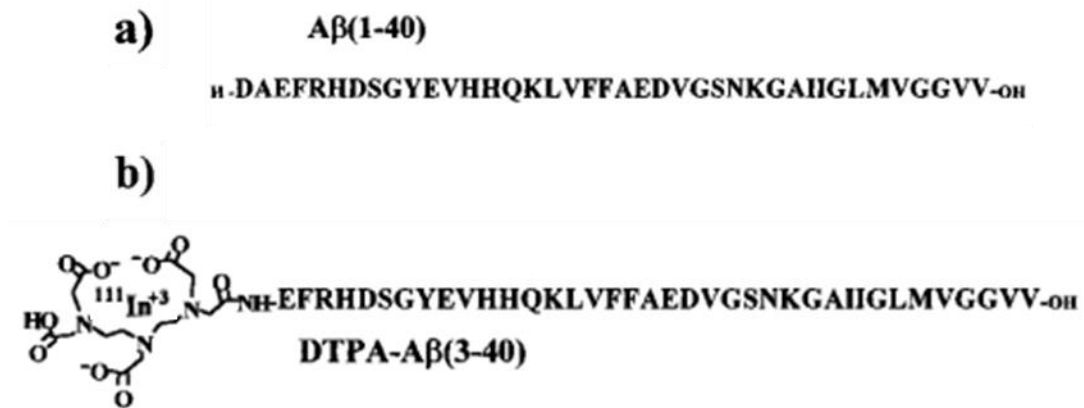 a)
Aβ(1-40)
H-DAEFRHDSGYEVHHQKLVFFAEDVGSNKGAIIGLMVGGVV-OH
b)
O
O
O⁻
⁻O
O
¹¹¹In⁺³
N
NH-EFRHDSGYEVHHQKLVFFAEDVGSNKGAIIGLMVGGVV-OH
HO
N
O
N
⁻O
O
DTPA-Aβ(3-40)